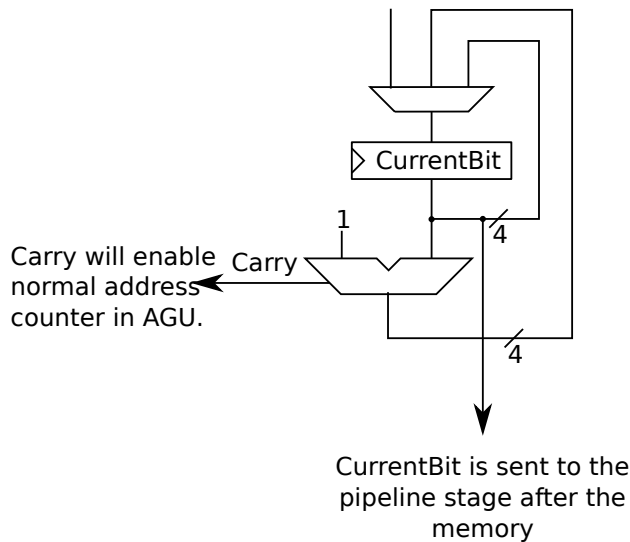 CurrentBit
1
4
Carry will enable
normal address
counter in AGU.
Carry
4
CurrentBit is sent to the
pipeline stage after the
memory